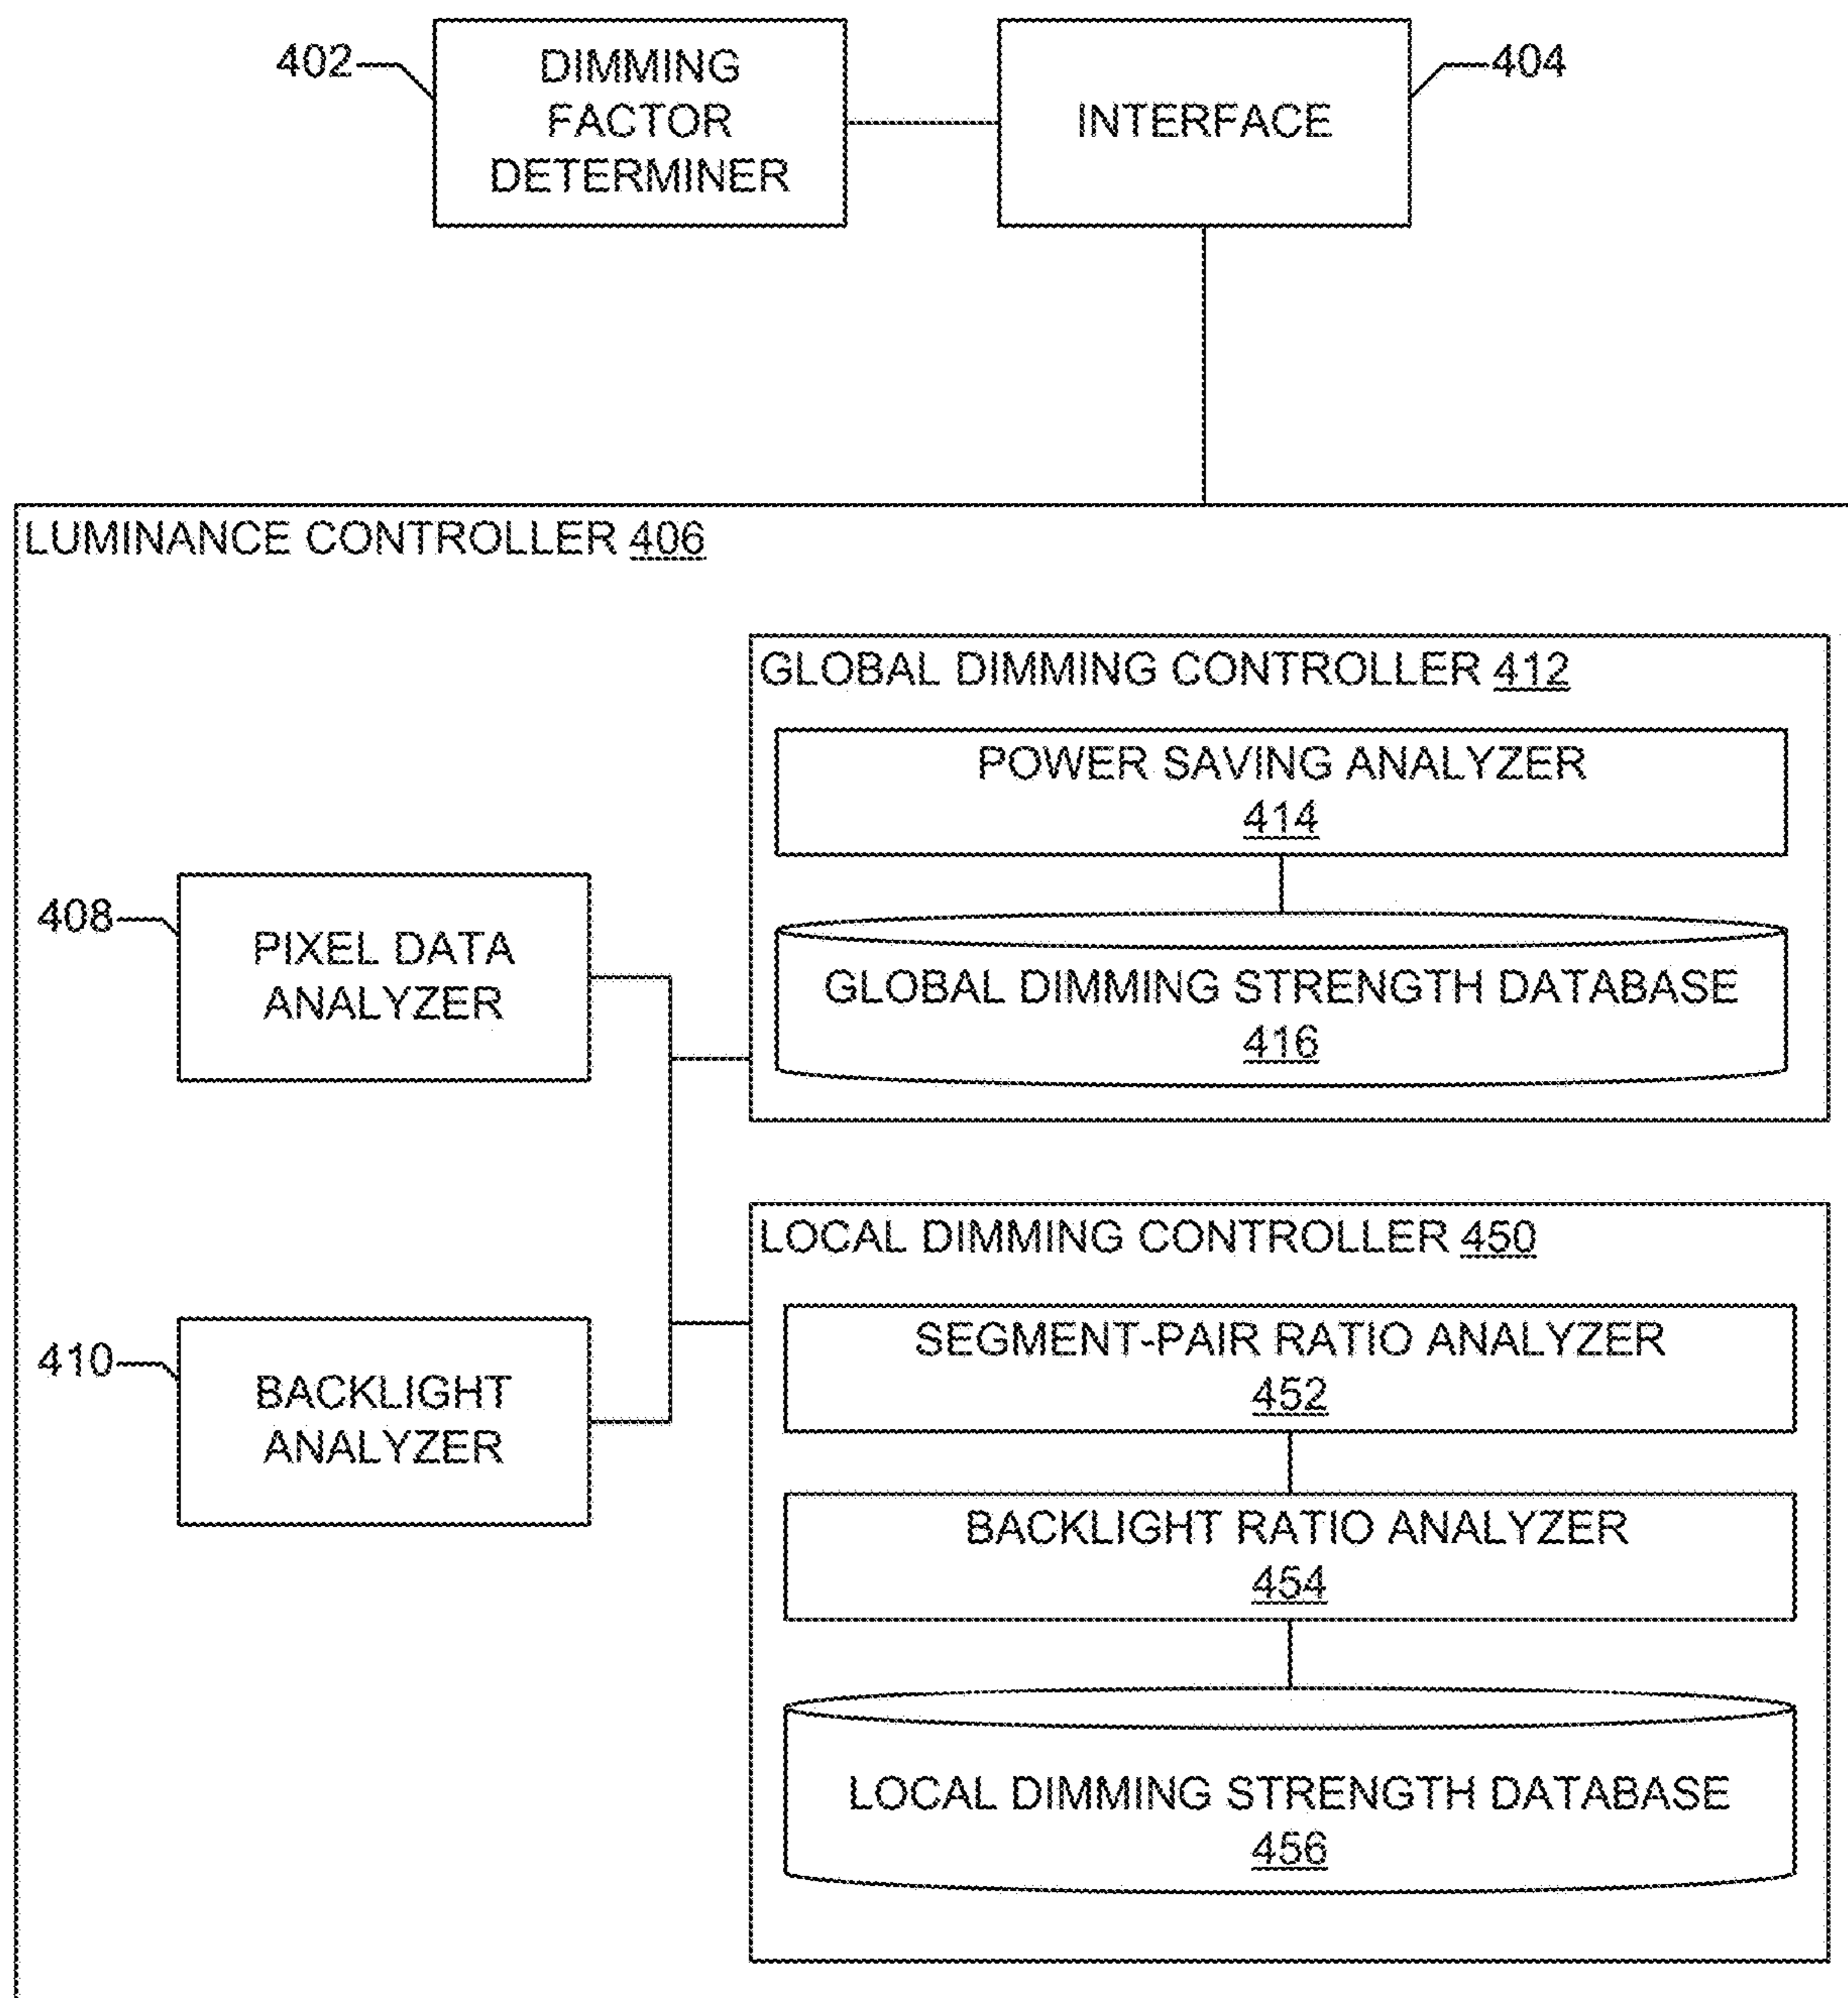 402
DIMMING
FACTOR
DETERMINER
INTERFACE
404
LUMINANCE CONTROLLER 406
GLOBAL DIMMING CONTROLLER 412
POWER SAVING ANALYZER
414
GLOBAL DIMMING STRENGTH DATABASE
416
408
PIXEL DATA
ANALYZER
410
BACKLIGHT
ANALYZER
LOCAL DIMMING CONTROLLER 450
SEGMENT-PAIR RATIO ANALYZER
452
BACKLIGHT RATIO ANALYZER
454
LOCAL DIMMING STRENGTH DATABASE
456